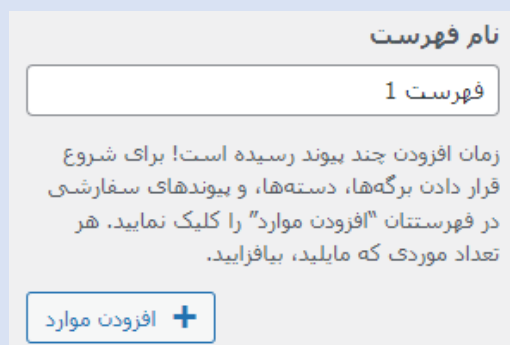 نام فهرست
فهرست 1
زمان افزودن چند پیوند رسیده است! برای شروع
قرار دادن برگه‌ها، دسته‌ها، و پیوندهای سفارشی
در فهرستتان “افزودن موارد” را کلیک نمایید. هر
تعداد موردی که مایلید، بیافزایید.
افزودن موارد